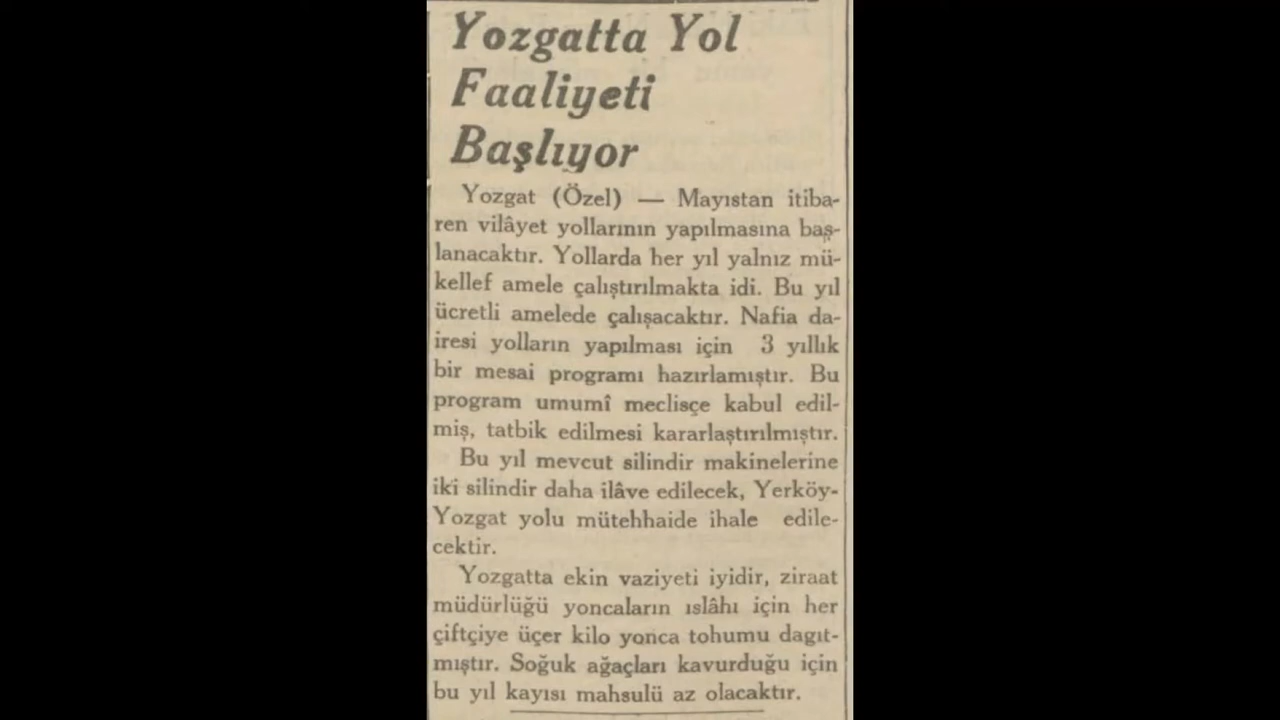 Yozgatta Yol
Faaliyeti
Başlıyor
Yozgat (Özel) — Mayıstan itiba-
ren vilâyet yollarının yapılmasına baş-
lanacaktır. Yollarda her yıl yalnız mü-
kellef amele çalıştırılmakta idi. Bu yıl
ücretli amelede çalışacaktır. Nafia da-
iresi yolların yapılması için 3 yıllık
bir mesai programı hazırlamıştır. Bu
program umumî meclisçe kabul edil-
miş, tatbik edilmesi kararlaştırılmıştır.
Bu yıl mevcut silindir makinelerine
iki silindir daha ilâve edilecek, Yerköy-
Yozgat yolu mütehhaide ihale edile-
cektir.
Yozgatta ekin vaziyeti iyidir, ziraat
müdürlüğü yoncaların ıslâhı için her
çiftçiye üçer kilo yonca tohumu dagıt-
mıştır. Soğuk ağaçları kavurduğu için
bu yıl kayısı mahsulü az olacaktır.